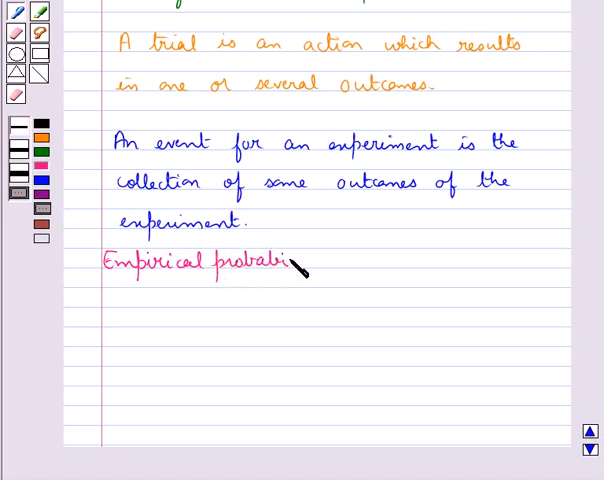 A trial is an action which results
in one or several outcomes.
An event for an experiment is the
collection of some outcomes of the
experiment.
Empirical probabi